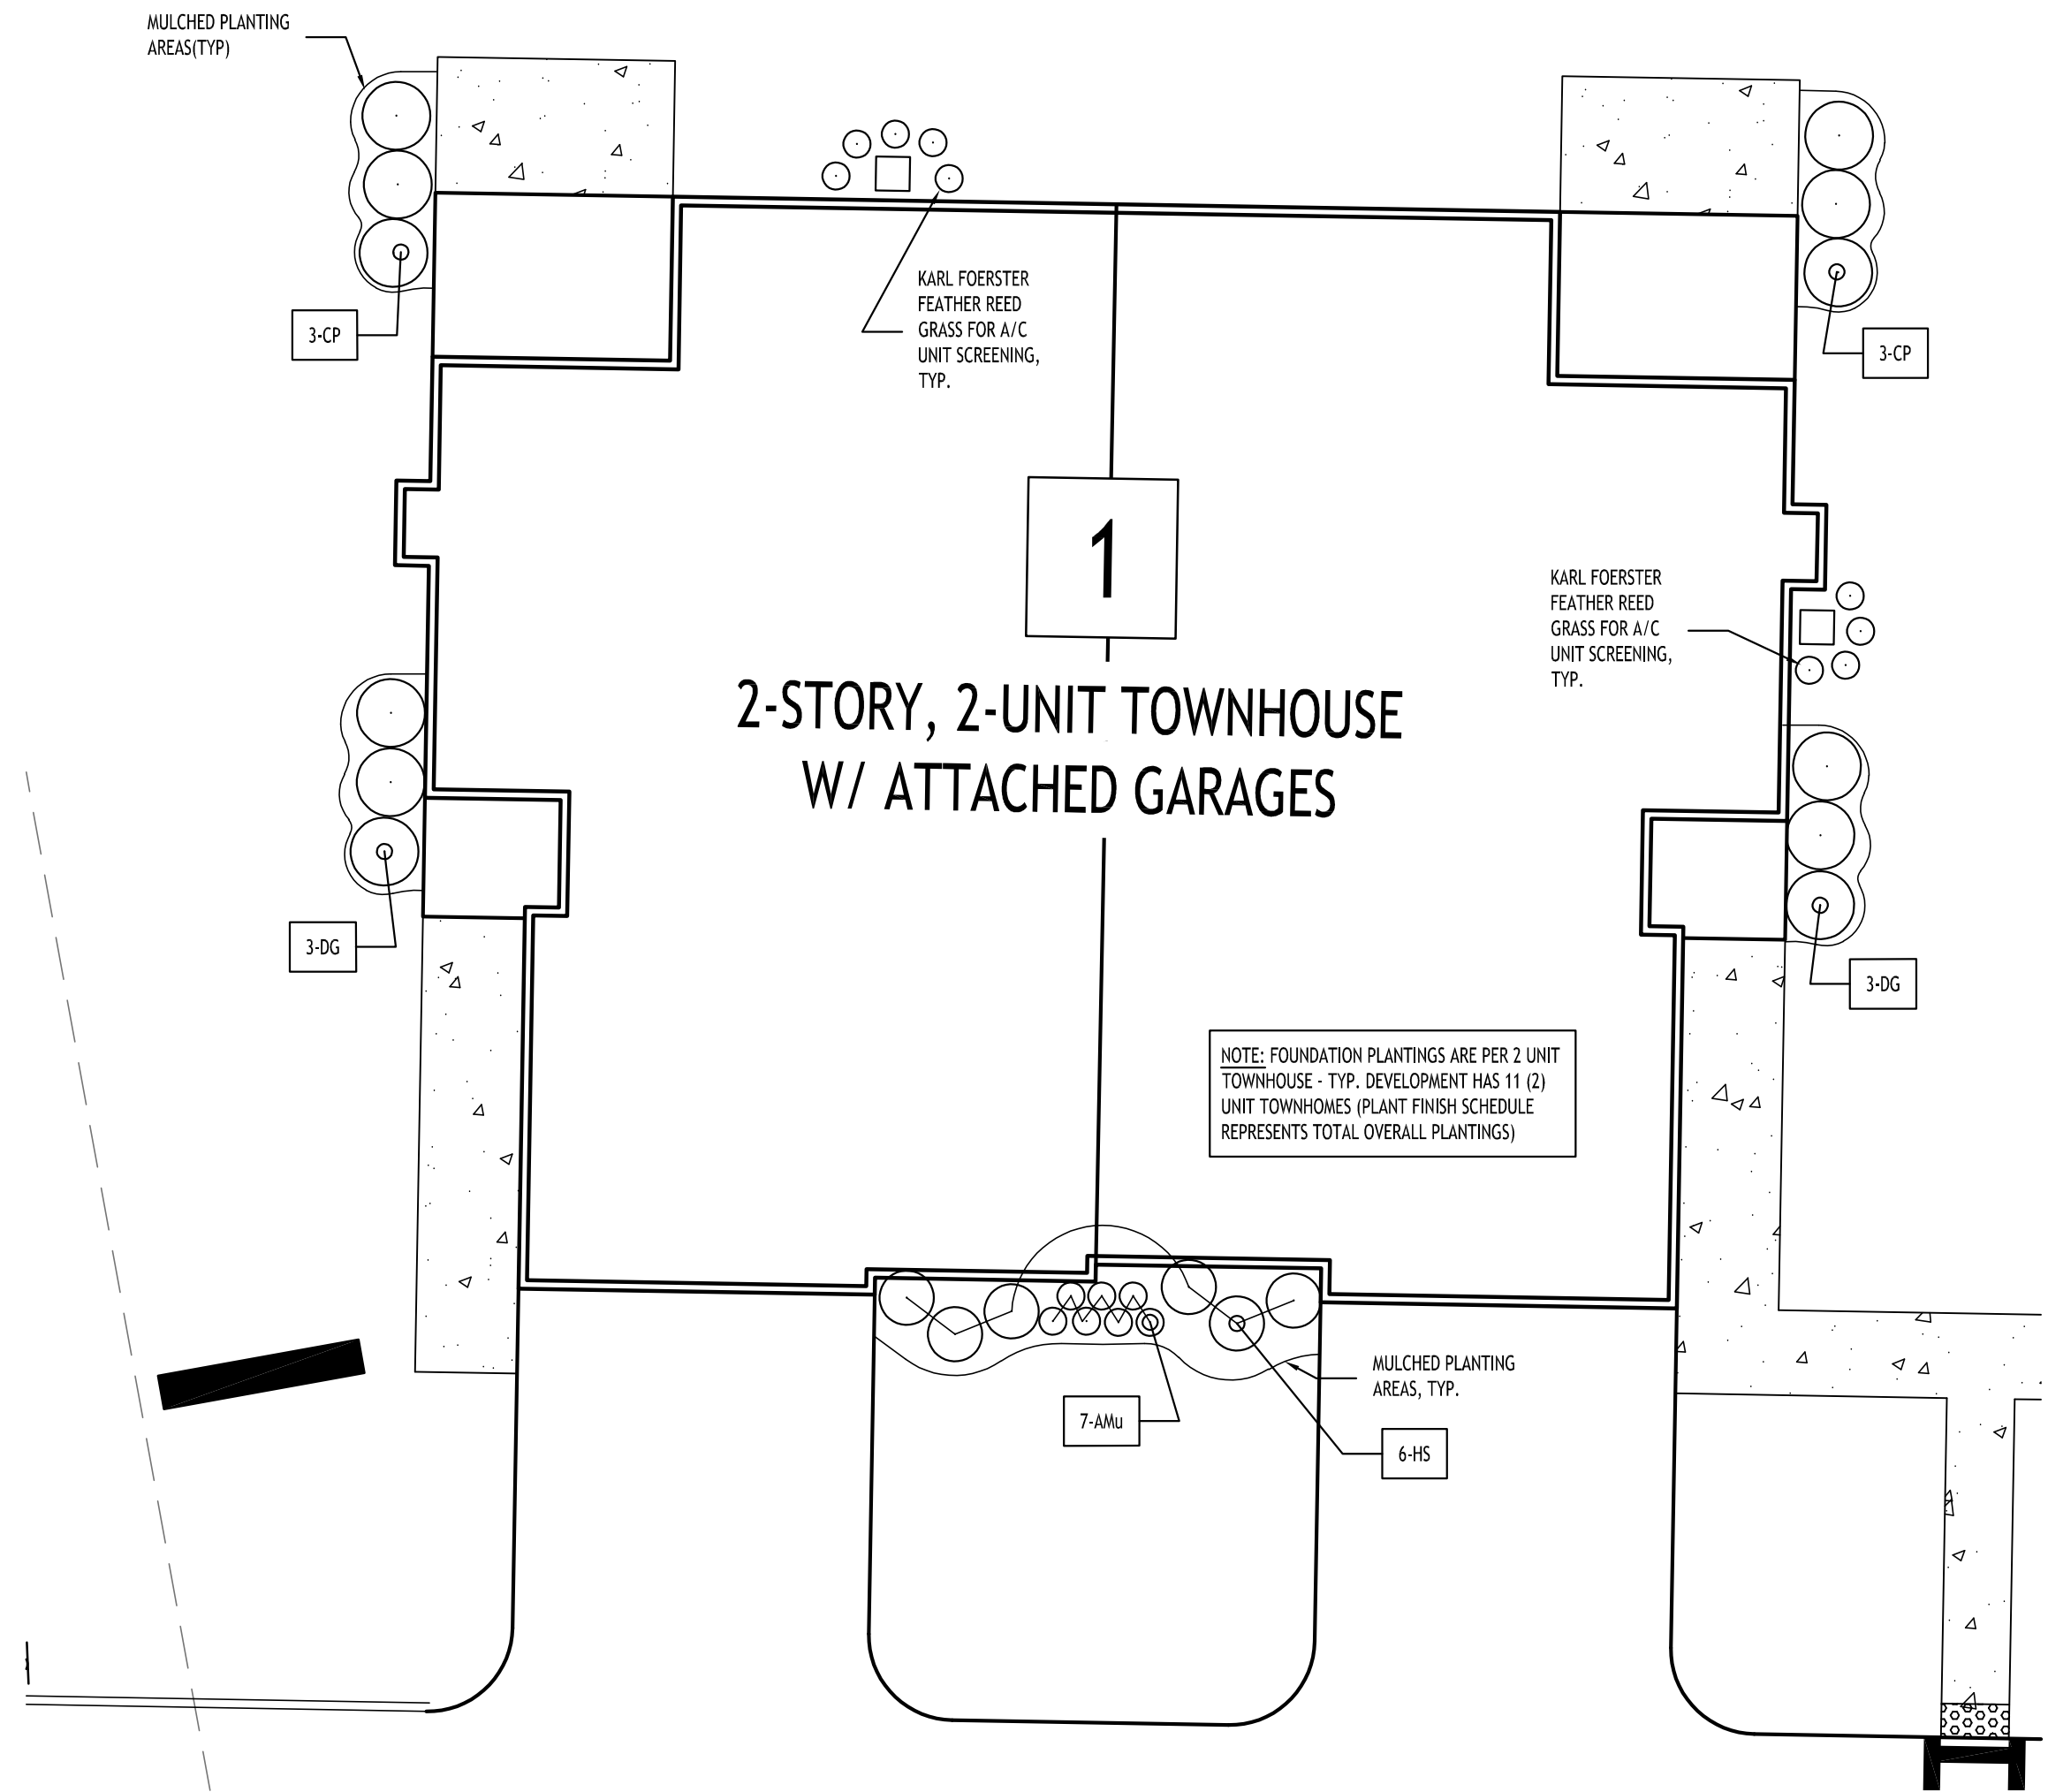 MULCHED PLANTING
AREAS(TYP)
3-CP
KARL FOERSTER
FEATHER REED
GRASS FOR A/C
UNIT SCREENING,
TYP.
3-CP
1
KARL FOERSTER
FEATHER REED
GRASS FOR A/C
UNIT SCREENING,
TYP.
2-STORY, 2-UNIT TOWNHOUSE
W/ ATTACHED GARAGES
3-DG
3-DG
NOTE: FOUNDATION PLANTINGS ARE PER 2 UNIT
TOWNHOUSE - TYP. DEVELOPMENT HAS 11 (2)
UNIT TOWNHOMES (PLANT FINISH SCHEDULE
REPRESENTS TOTAL OVERALL PLANTINGS)
MULCHED PLANTING
AREAS, TYP.
7-AMu
6-HS